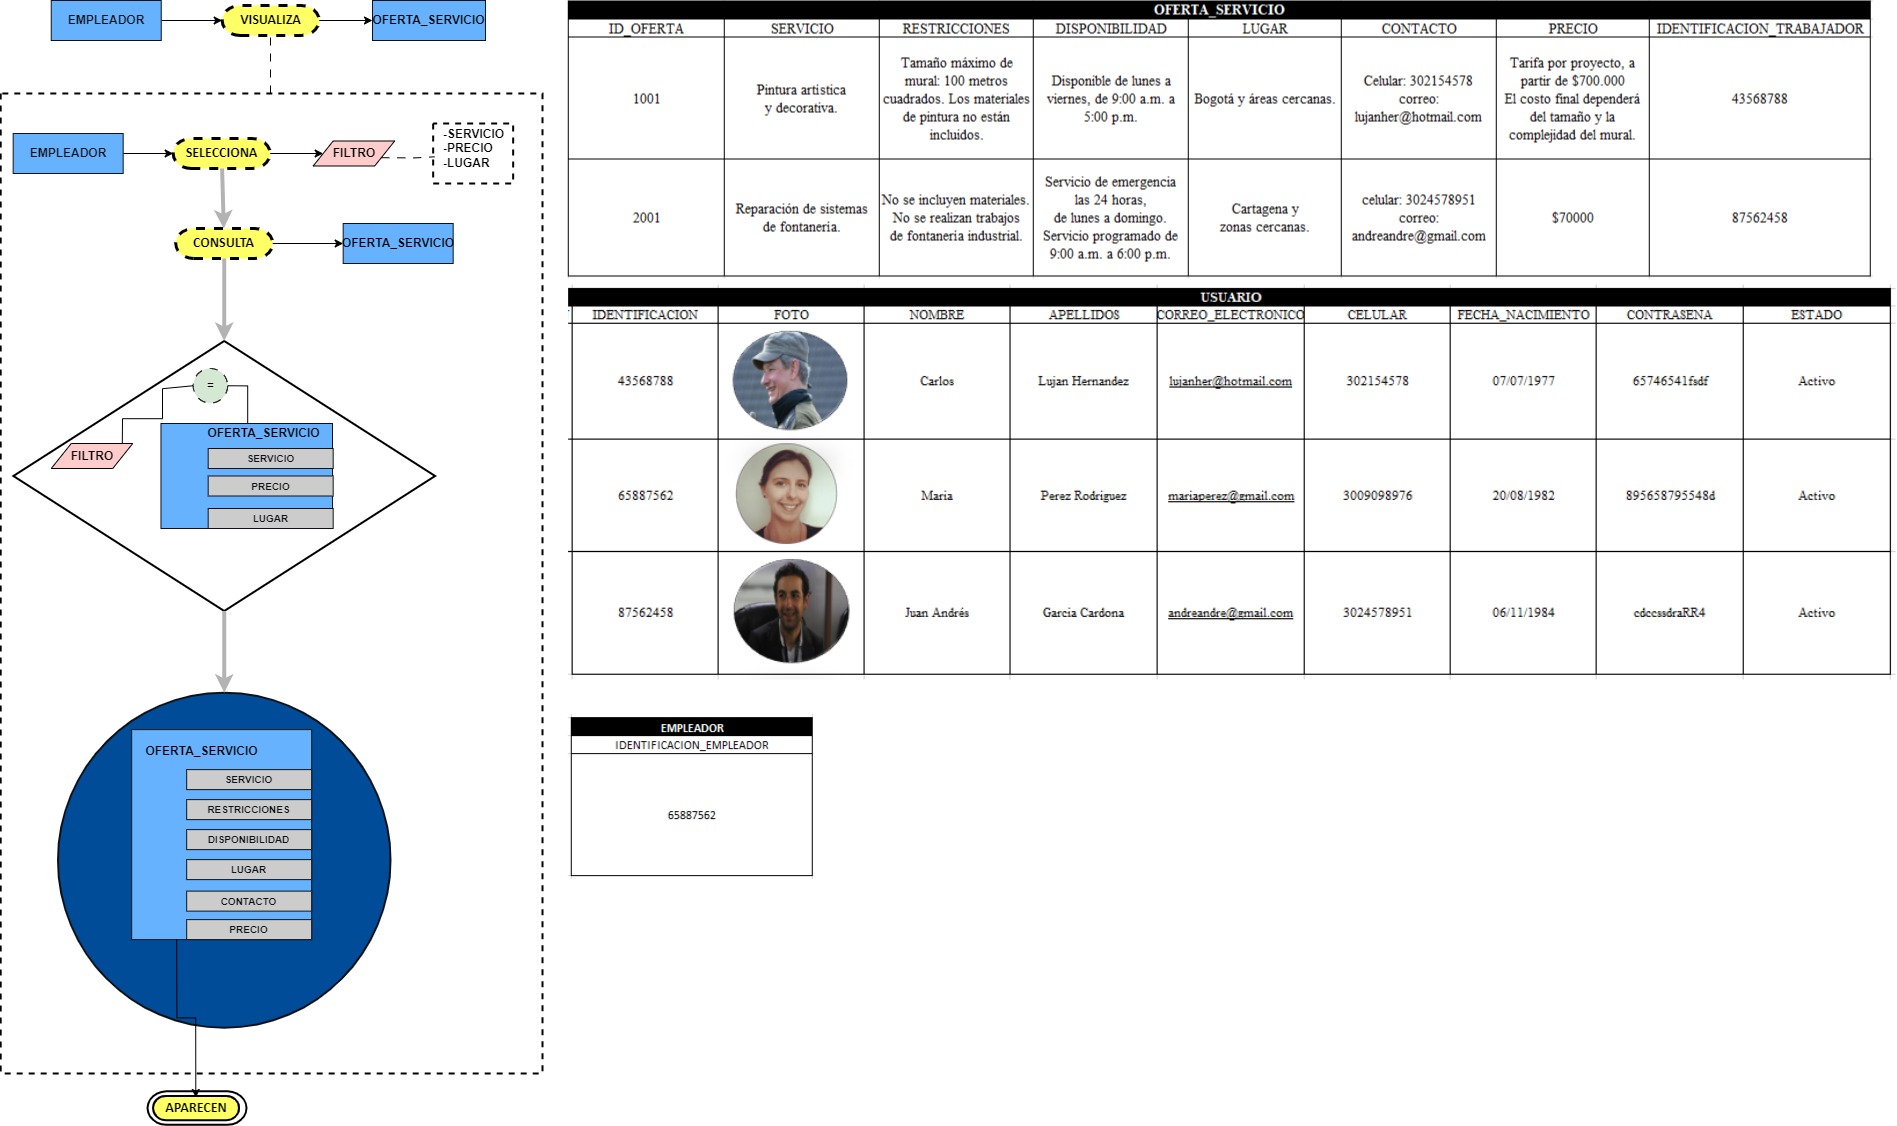 EMPLEADOR
VISUALIZA
OFERTA_SERVICIO
EMPLEADOR
SELECCIONA
FILTRO
-SERVICIO
-PRECIO
-LUGAR
CONSULTA
OFERTA_SERVICIO
=
FILTRO
OFERTA_SERVICIO
SERVICIO
PRECIO
LUGAR
OFERTA_SERVICIO
SERVICIO
RESTRICCIONES
DISPONIBILIDAD
LUGAR
CONTACTO
PRECIO
APARECEN
OFERTA_SERVICIO
ID_OFERTA SERVICIO RESTRICCIONES DISPONIBILIDAD LUGAR CONTACTO PRECIO IDENTIFICACION_TRABAJADOR
1001
Pintura artística
y decorativa.
Tamaño máximo de
mural: 100 metros
cuadrados. Los materiales
de pintura no están
incluidos.
Disponible de lunes a
viernes, de 9:00 a.m. a
5:00 p.m.
Bogotá y áreas cercanas.
Celular: 302154578
correo:
lujanher@hotmail.com
Tarifa por proyecto, a
partir de $700.000
El costo final dependerá
del tamaño y la
complejidad del mural.
43568788
2001
Reparación de sistemas
de fontanería.
No se incluyen materiales.
No se realizan trabajos
de fontanería industrial.
Servicio de emergencia
las 24 horas,
de lunes a domingo.
Servicio programado de
9:00 a.m. a 6:00 p.m.
Cartagena y
zonas cercanas.
celular: 3024578951
correo:
andreandre@gmail.com
$70000
87562458
USUARIO
IDENTIFICACION FOTO NOMBRE APELLIDOS CORREO_ELECTRONICO CELULAR FECHA_NACIMIENTO CONTRASENA ESTADO
43568788 Carlos Lujan Hernandez lujanher@hotmail.com 302154578 07/07/1977 65746541fsdf Activo
65887562 Maria Perez Rodriguez mariaperez@gmail.com 3009098976 20/08/1982 895658795548d Activo
87562458 Juan Andrés Garcia Cardona andreandre@gmail.com 3024578951 06/11/1984 cdccssdraRR4 Activo
EMPLEADOR
IDENTIFICACION_EMPLEADOR
65887562